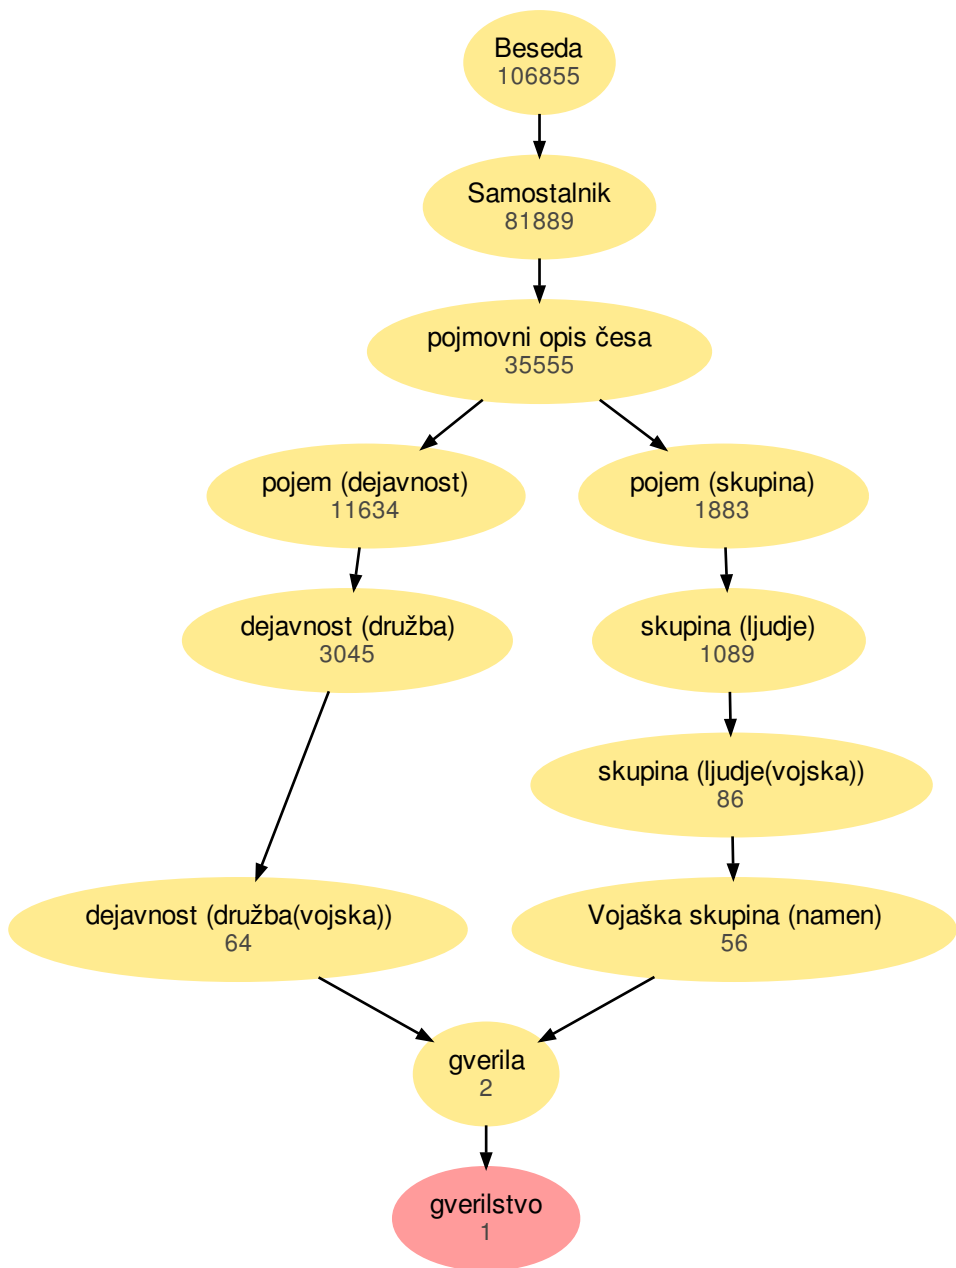 Beseda
106855
Samostalnik
81889
pojmovni opis česa
35555
pojem (dejavnost)
11634
pojem (skupina)
1883
dejavnost (družba)
3045
skupina (ljudje)
1089
skupina (ljudje(vojska))
86
dejavnost (družba(vojska))
64
Vojaška skupina (namen)
56
gverila
2
gverilstvo
1